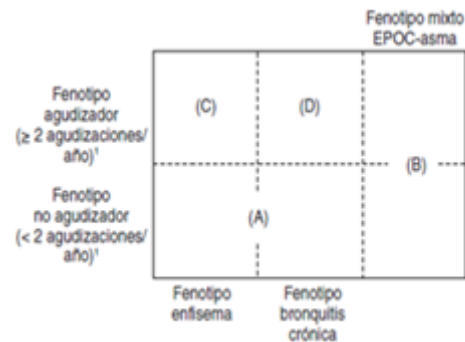 Fenotipo mixto
EPOC-asma
Fenotipo
agudizador
(≥ 2 agudizaciones/
año)¹
(C)
(D)
(B)
Fenotipo
no agudizador
(< 2 agudizaciones/
año)¹
(A)
Fenotipo
enfisema
Fenotipo
bronquitis
crónica